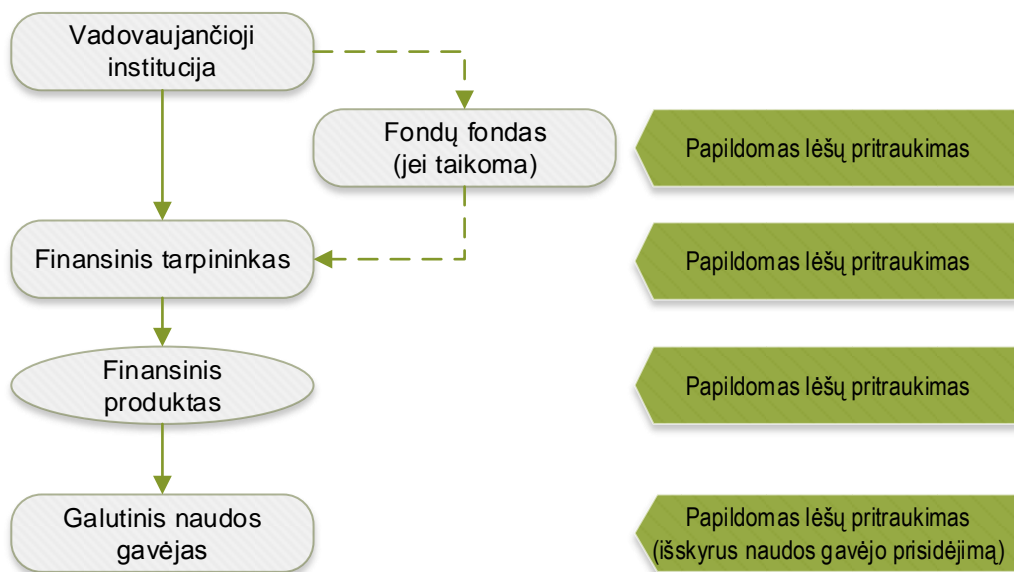 Vadovaujančioji
institucija
Fondų fondas
(jei taikoma)
Papildomas lėšų pritraukimas
Finansinis tarpininkas
Papildomas lėšų pritraukimas
Finansinis
produktas
Papildomas lėšų pritraukimas
Galutinis naudos
gavėjas
Papildomas lėšų pritraukimas
(išskyrus naudos gavėjo prisidėjimą)